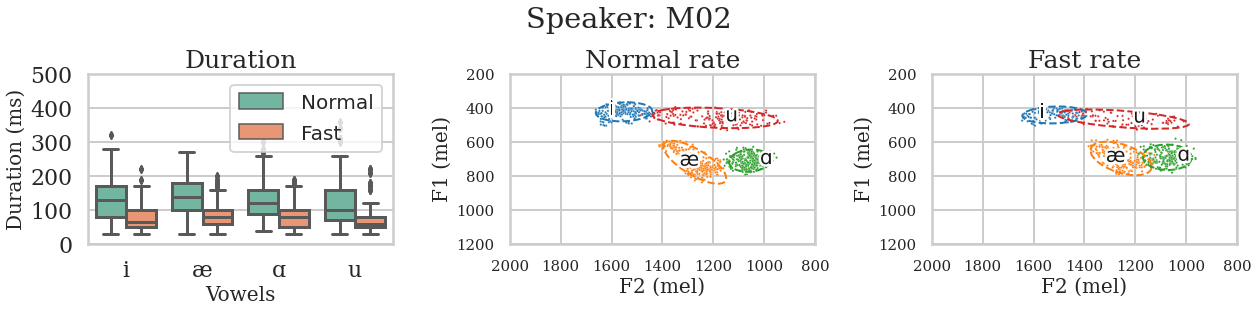 Speaker: M02
Duration
500
400
300
200
100
0
Duration (ms)
Normal
Fast
i æ ɑ u
Vowels
Normal rate
200
400
600
800
1000
1200
F1 (mel)
i
u
æ
ɑ
2000 1800 1600 1400 1200 1000 800
F2 (mel)
Fast rate
200
400
600
800
1000
1200
F1 (mel)
i
u
æ
ɑ
2000 1800 1600 1400 1200 1000 800
F2 (mel)